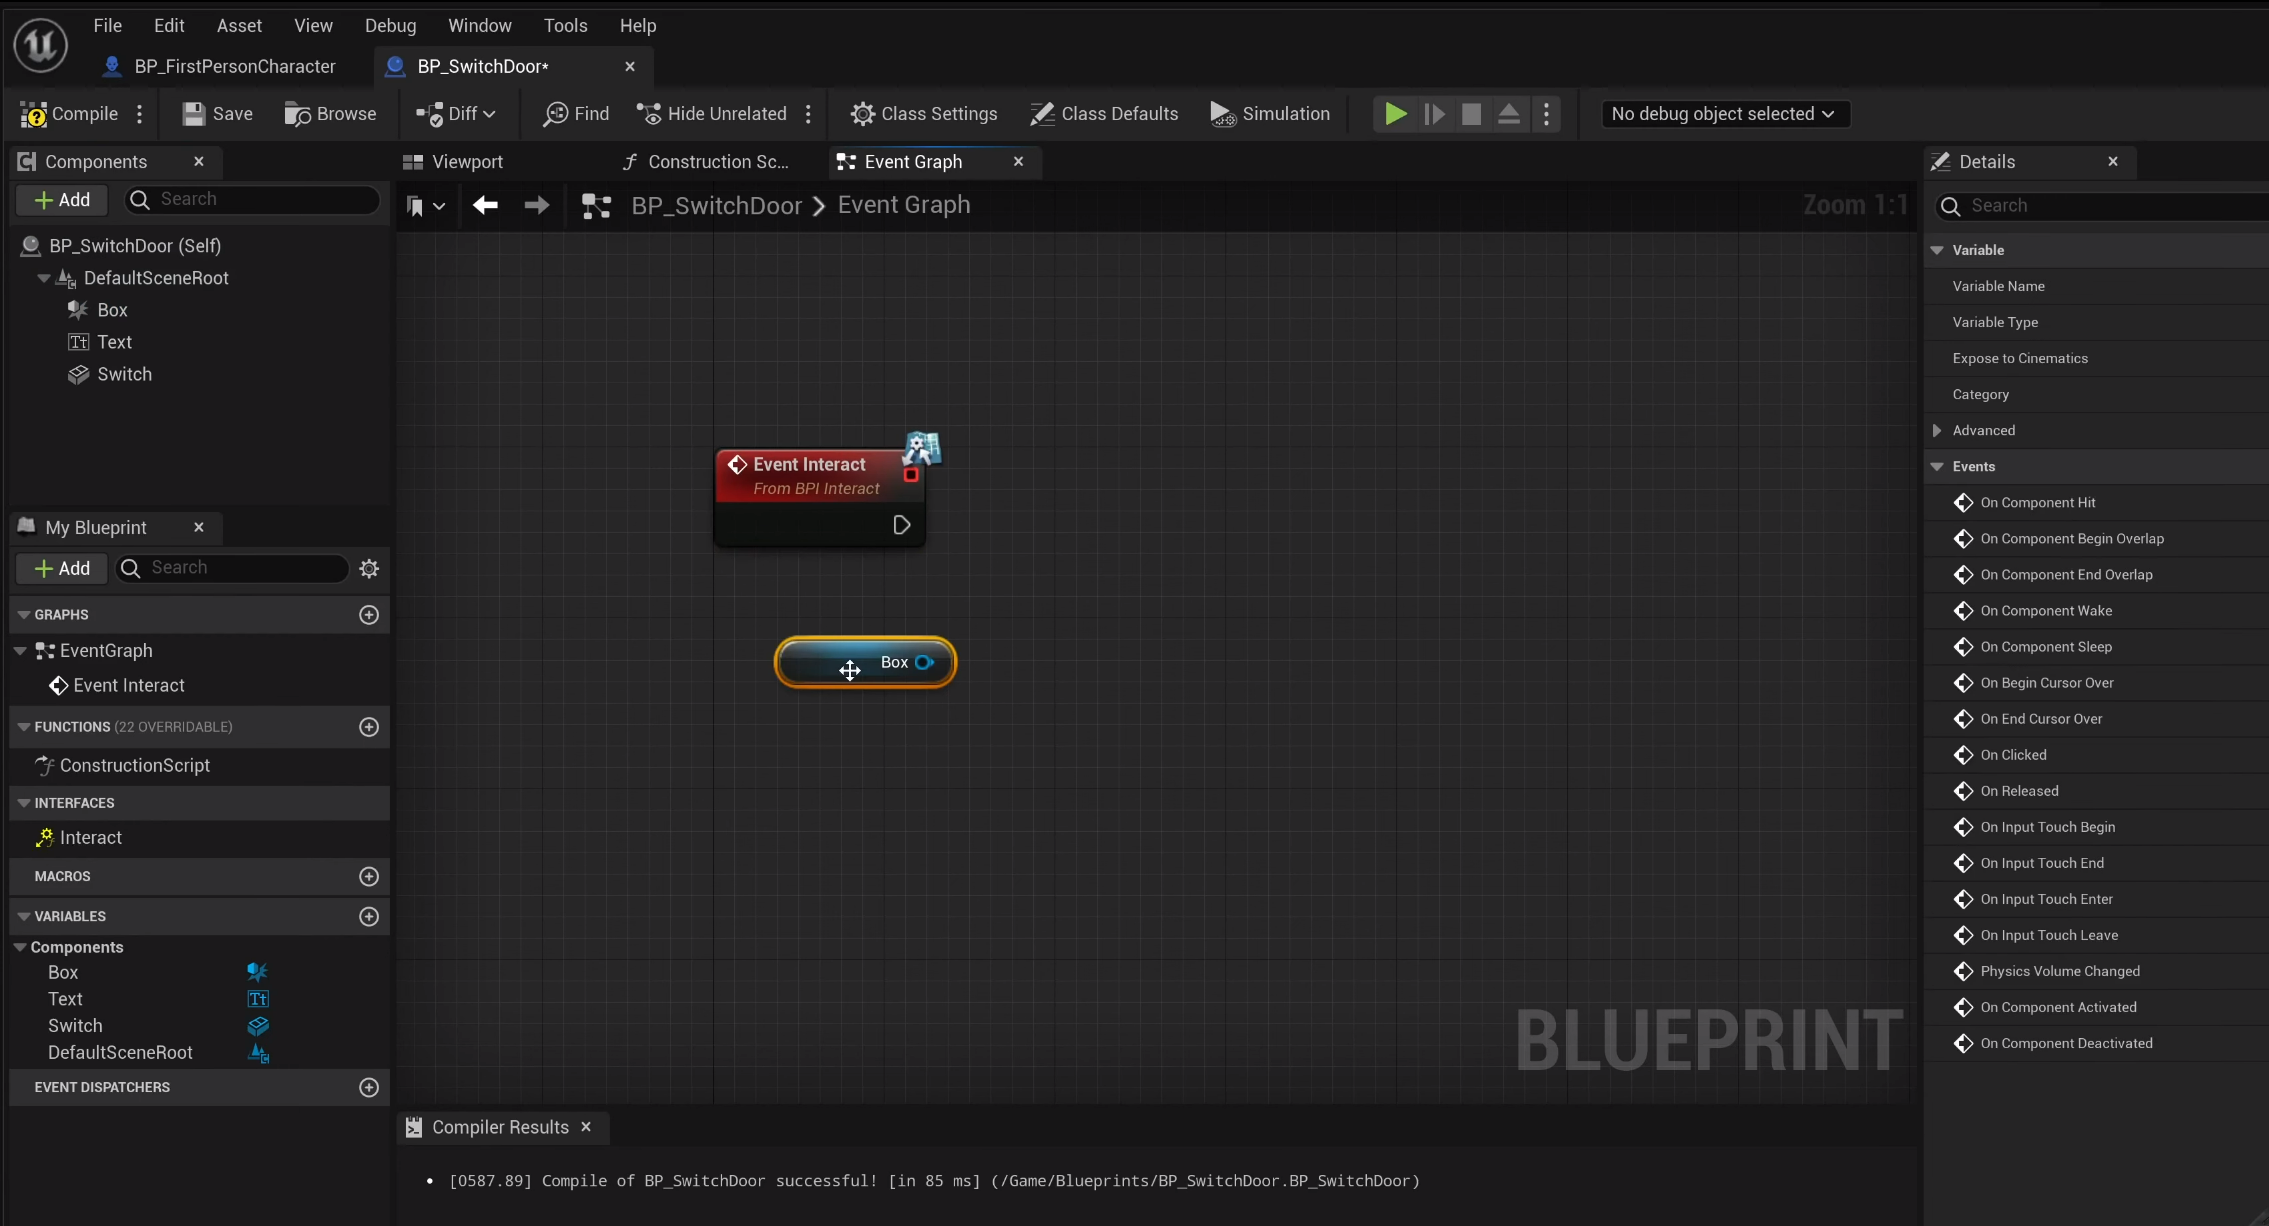 File Edit Asset View Debug Window Tools Help
BP_FirstPersonCharacter BP_SwitchDoor*
Compile Save Browse Diff Find Hide Unrelated Class Settings Class Defaults Simulation No debug object selected
Components
Add Search
BP_SwitchDoor (Self)
DefaultSceneRoot
Box
Text
Switch
My Blueprint
Add Search
GRAPHS
EventGraph
Event Interact
FUNCTIONS (22 OVERRIDABLE)
ConstructionScript
INTERFACES
Interact
MACROS
VARIABLES
Components
Box
Text
Switch
DefaultSceneRoot
EVENT DISPATCHERS
Viewport Construction Sc... Event Graph
BP_SwitchDoor > Event Graph Zoom 1:1
Event Interact
From BPI Interact
Box
BLUEPRINT
Compiler Results
• [0587.89] Compile of BP_SwitchDoor successful! [in 85 ms] (/Game/Blueprints/BP_SwitchDoor.BP_SwitchDoor)
Details
Search
Variable
Variable Name
Variable Type
Expose to Cinematics
Category
Advanced
Events
On Component Hit
On Component Begin Overlap
On Component End Overlap
On Component Wake
On Component Sleep
On Begin Cursor Over
On End Cursor Over
On Clicked
On Released
On Input Touch Begin
On Input Touch End
On Input Touch Enter
On Input Touch Leave
Physics Volume Changed
On Component Activated
On Component Deactivated